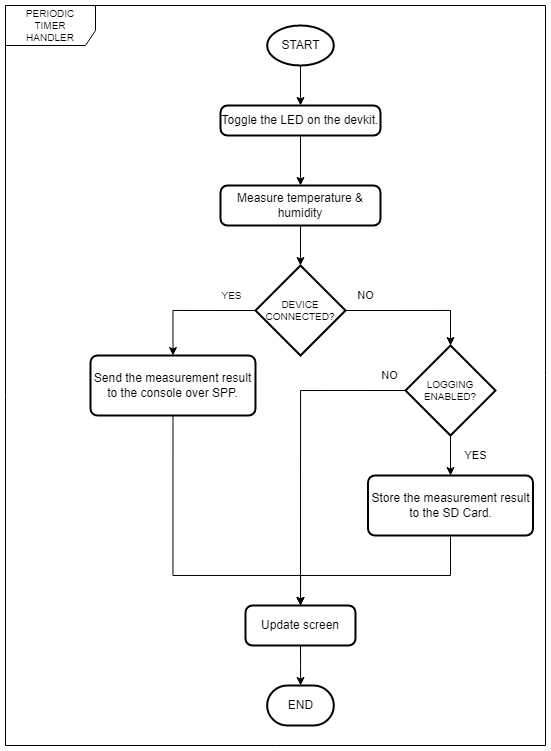 PERIODIC
TIMER
HANDLER
START
Toggle the LED on the devkit.
Measure temperature &
humidity
DEVICE
CONNECTED?
YES
NO
Send the measurement result
to the console over SPP.
LOGGING
ENABLED?
NO
YES
Store the measurement result
to the SD Card.
Update screen
END